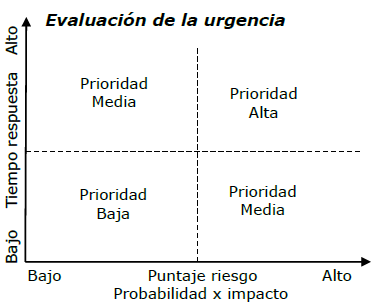 Evaluación de la urgencia
Alto
Tiempo respuesta
Bajo
Prioridad
Media
Prioridad
Alta
Prioridad
Baja
Prioridad
Media
Bajo
Puntaje riesgo
Alto
Probabilidad x impacto